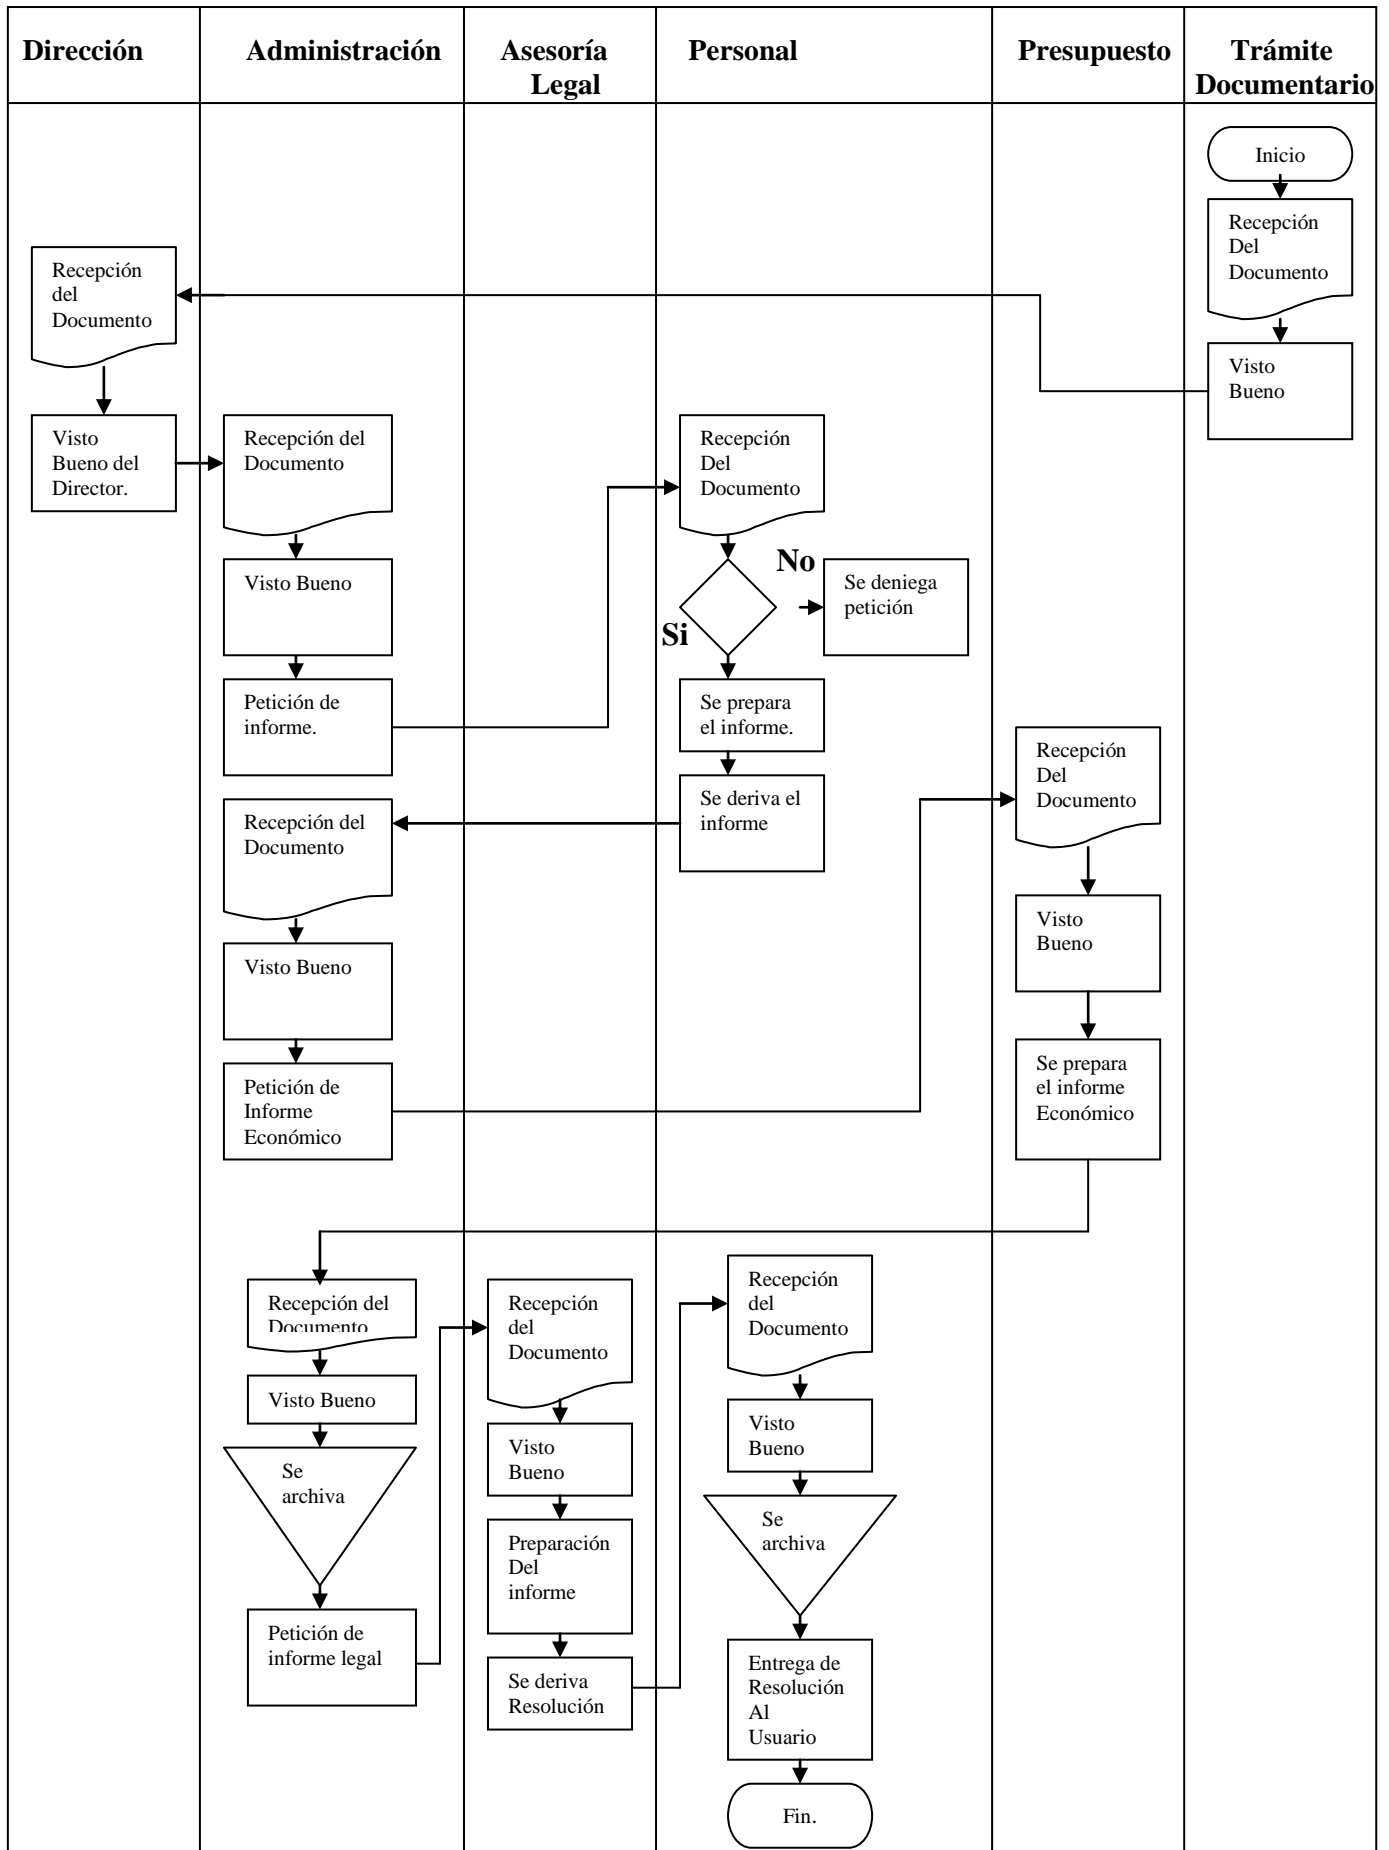 Dirección
Administración
Asesoría
Legal
Personal
Presupuesto
Trámite
Documentario
Inicio
Recepción
Del
Documento
Visto
Bueno
Recepción
del
Documento
Visto
Bueno del
Director.
Recepción del
Documento
Visto Bueno
Petición de
informe.
Recepción
Del
Documento
No
Si
Se deniega
petición
Se prepara
el informe.
Se deriva el
informe
Recepción del
Documento
Visto Bueno
Petición de
Informe
Económico
Recepción
Del
Documento
Visto
Bueno
Se prepara
el informe
Económico
Recepción del
Documento
Visto Bueno
Se
archiva
Petición de
informe legal
Recepción
del
Documento
Visto
Bueno
Preparación
Del
informe
Se deriva
Resolución
Recepción
del
Documento
Visto
Bueno
Se
archiva
Entrega de
Resolución
Al
Usuario
Fin.